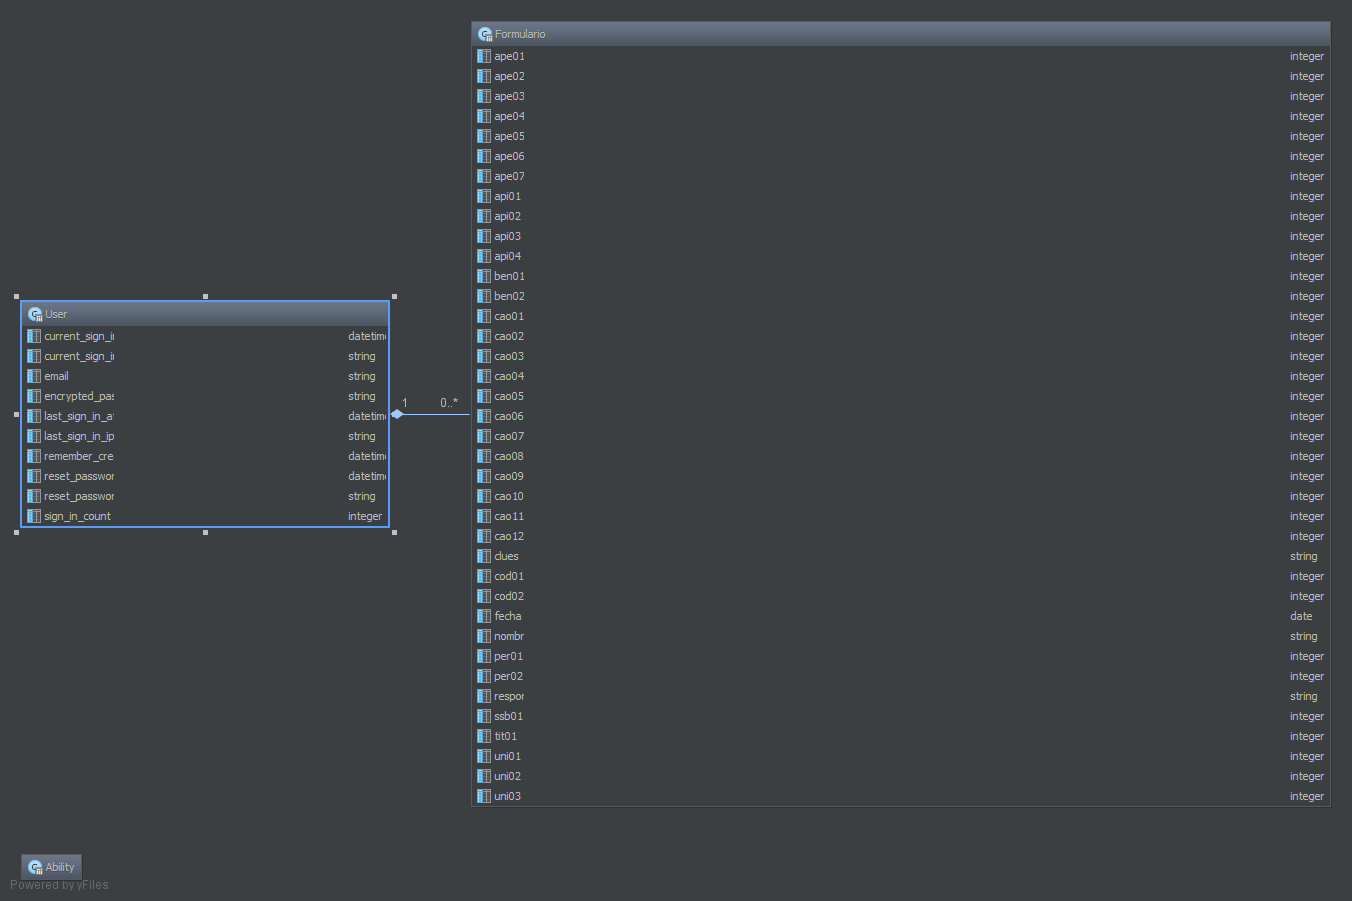 Formulario
ape01 integer
ape02 integer
ape03 integer
ape04 integer
ape05 integer
ape06 integer
ape07 integer
api01 integer
api02 integer
api03 integer
api04 integer
ben01 integer
ben02 integer
cao01 integer
cao02 integer
cao03 integer
cao04 integer
cao05 integer
cao06 integer
cao07 integer
cao08 integer
cao09 integer
cao10 integer
cao11 integer
cao12 integer
clues string
cod01 integer
cod02 integer
fecha date
nombr string
per01 integer
per02 integer
respor string
ssb01 integer
tit01 integer
uni01 integer
uni02 integer
uni03 integer
User
current_sign_i datetim
current_sign_i string
email string
encrypted_pas string
last_sign_in_a datetim
last_sign_in_ip string
remember_cre datetim
reset_passwor datetim
reset_passwor string
sign_in_count integer
1 0..*
Ability
Powered by yFiles